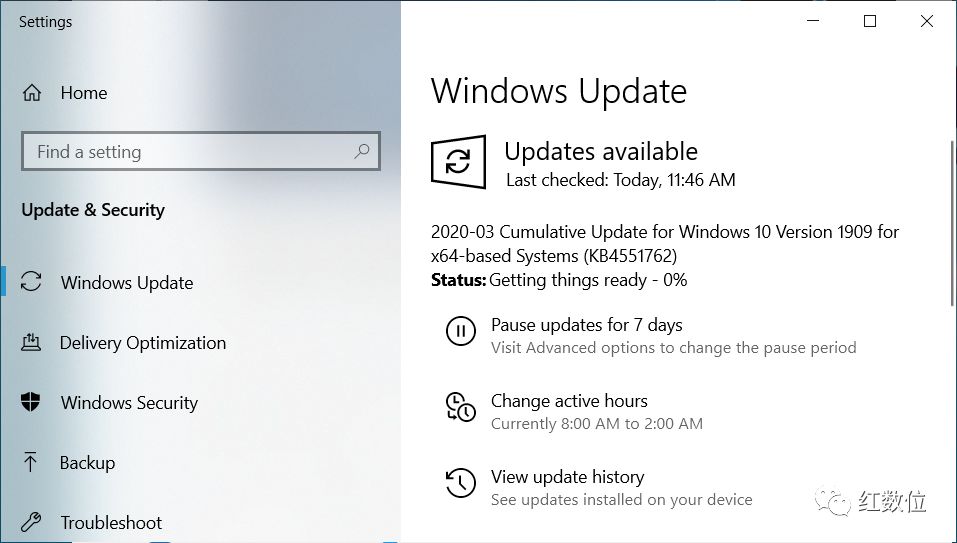 Settings
Home
Find a setting
Update & Security
Windows Update
Delivery Optimization
Windows Security
Backup
Troubleshoot
Windows Update
Updates available
Last checked: Today, 11:46 AM
2020-03 Cumulative Update for Windows 10 Version 1909 for
x64-based Systems (KB4551762)
Status: Getting things ready - 0%
Pause updates for 7 days
Visit Advanced options to change the pause period
Change active hours
Currently 8:00 AM to 2:00 AM
View update history
See updates installed on your device
红数位